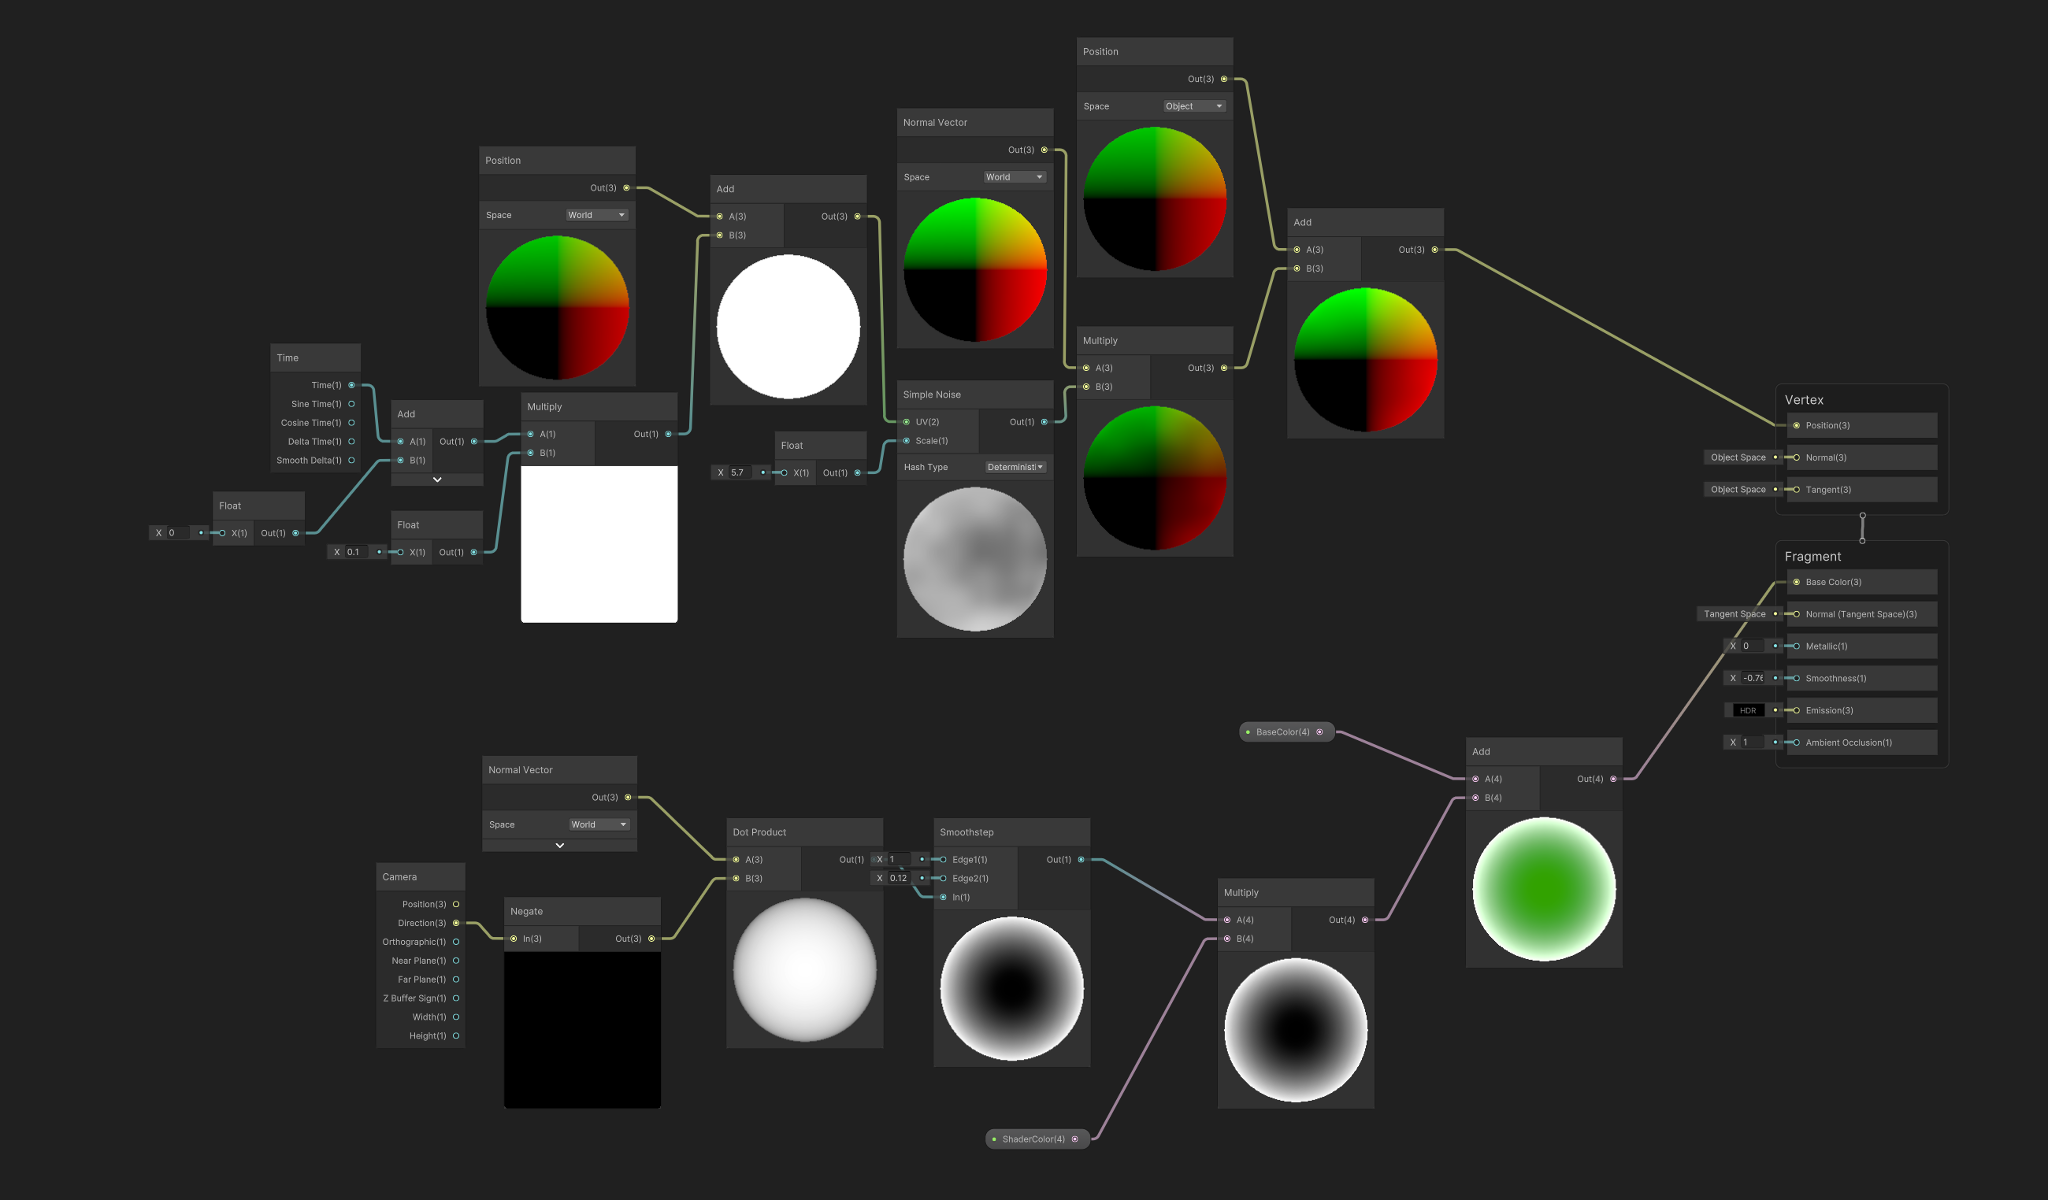 Position
Out(3)
Space
Object
Normal Vector
Out(3)
Space
World
Position
Out(3)
Space
World
Add
A(3)
Out(3)
B(3)
Add
A(3)
Out(3)
B(3)
Time
Time(1)
Sine Time(1)
Cosine Time(1)
Delta Time(1)
Smooth Delta(1)
Add
A(1)
Out(1)
B(1)
Multiply
A(1)
Out(1)
B(1)
Multiply
A(3)
Out(3)
B(3)
Simple Noise
UV(2)
Out(1)
Scale(1)
Hash Type
Deterministi
Float
X 5.7
X(1)
Out(1)
Float
X 0
X(1)
Out(1)
Float
X 0.1
X(1)
Out(1)
Vertex
Position(3)
Object Space
Normal(3)
Object Space
Tangent(3)
Fragment
Base Color(3)
Tangent Space
Normal (Tangent Space)(3)
X 0
Metallic(1)
X -0.76
Smoothness(1)
HDR
Emission(3)
X 1
Ambient Occlusion(1)
BaseColor(4)
Add
A(4)
Out(4)
B(4)
Normal Vector
Out(3)
Space
World
Camera
Position(3)
Direction(3)
Orthographic(1)
Near Plane(1)
Far Plane(1)
Z Buffer Sign(1)
Width(1)
Height(1)
Negate
In(3)
Out(3)
Dot Product
A(3)
Out(1)
B(3)
Smoothstep
X 1
Edge1(1)
Out(1)
X 0.12
Edge2(1)
In(1)
Multiply
A(4)
Out(4)
B(4)
ShaderColor(4)